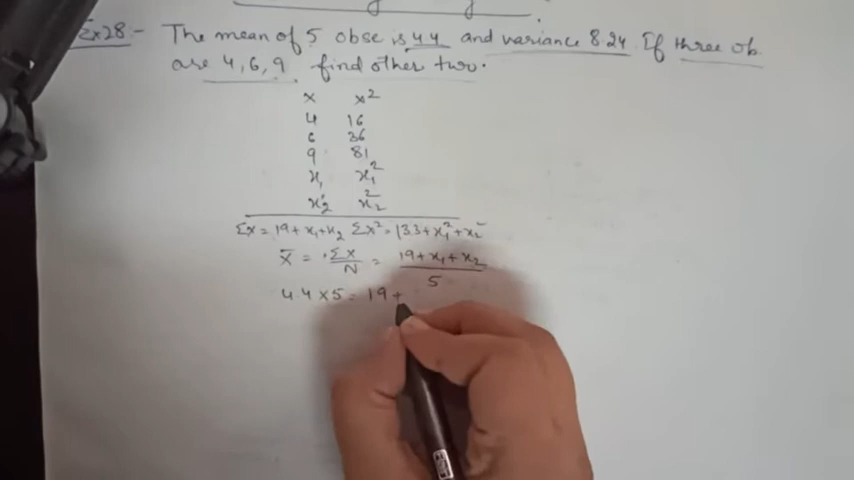 Ex28 - The mean of 5 obse is 4.4 and variance 8.24 If three ob.
are 4, 6, 9 find other two.
x x²
4 16
6 36
9 81
x₁ x₁²
x₂ x₂²
Σx = 19 + x₁ + x₂ Σx² = 133 + x₁² + x₂²
x̄ = Σx/N = 19 + x₁ + x₂/5
4.4 × 5 = 19 +